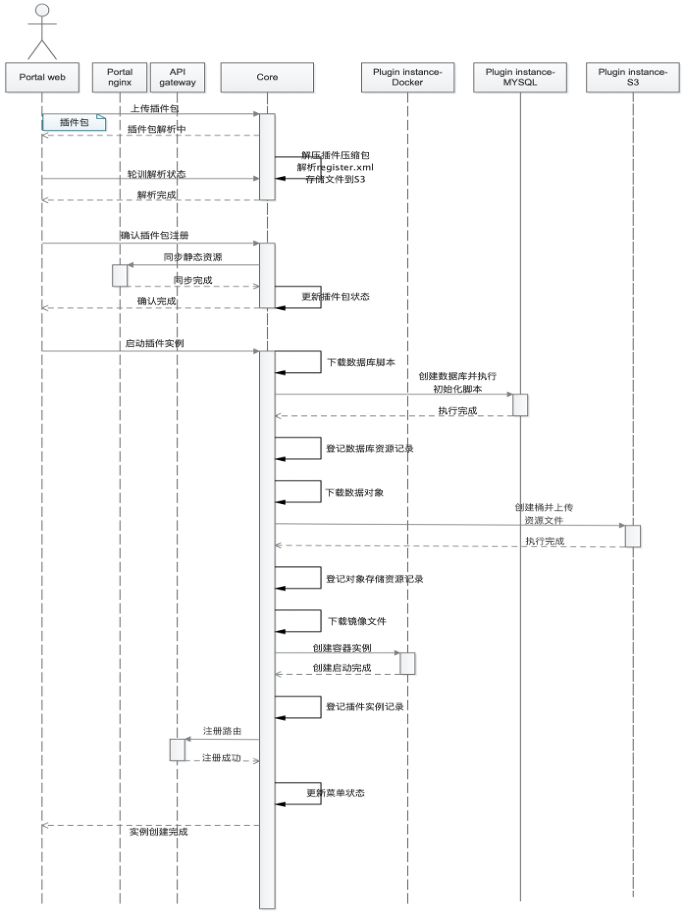 Portal web
Portal
nginx
API
gateway
Core
Plugin instance-
Docker
Plugin instance-
MYSQL
Plugin instance-
S3
上传插件包
插件包
插件包解析中
解压插件压缩包
解析register.xml
存储文件到S3
轮训解析状态
解析完成
确认插件包注册
同步静态资源
同步完成
更新插件包状态
确认完成
启动插件实例
下载数据库脚本
创建数据库并执行
初始化脚本
执行完成
登记数据库资源记录
下载数据对象
创建桶并上传
资源文件
执行完成
登记对象存储资源记录
下载镜像文件
创建容器实例
创建启动完成
登记插件实例记录
注册路由
注册成功
更新菜单状态
实例创建完成